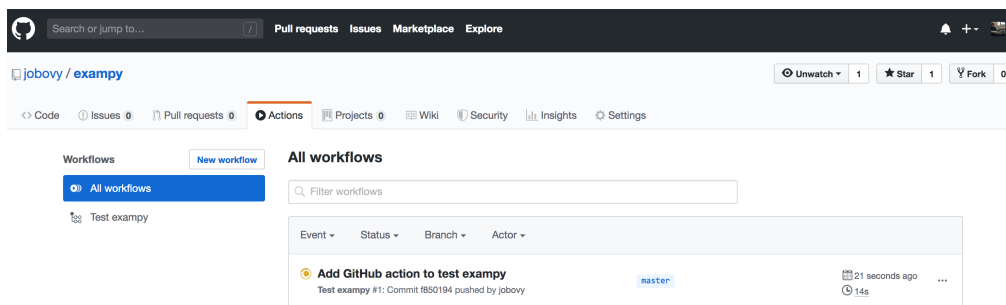 Search or jump to... / Pull requests Issues Marketplace Explore
jobovy / exampy Unwatch 1 Star 1 Fork 0
Code Issues 0 Pull requests 0 Actions Projects 0 Wiki Security Insights Settings
Workflows New workflow All workflows
All workflows Filter workflows
Test exampy
Event Status Branch Actor
Add GitHub action to test exampy master 21 seconds ago
Test exampy #1: Commit f850194 pushed by jobovy 14s